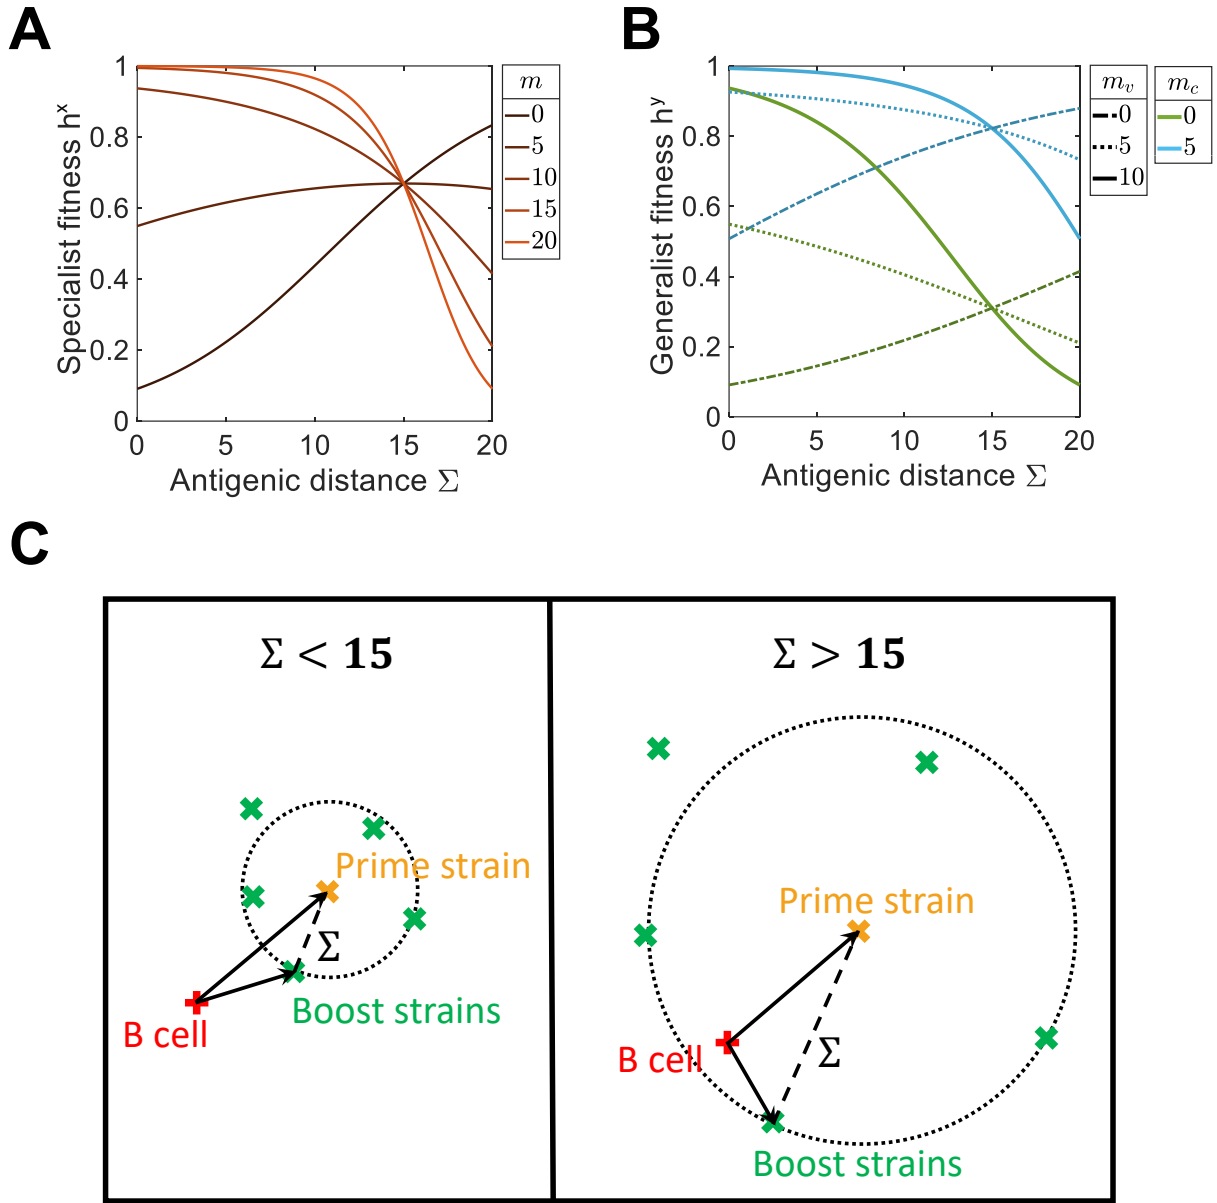 A
Specialist fitness hˣ
1
0.8
0.6
0.4
0.2
0
0 5 10 15 20
Antigenic distance Σ
m
0
5
10
15
20
B
Generalist fitness hʸ
1
0.8
0.6
0.4
0.2
0
0 5 10 15 20
Antigenic distance Σ
m_v
0
5
10
m_c
0
5
C
Σ < 15
Prime strain
Σ
Boost strains
B cell
Σ > 15
Prime strain
Σ
B cell
Boost strains